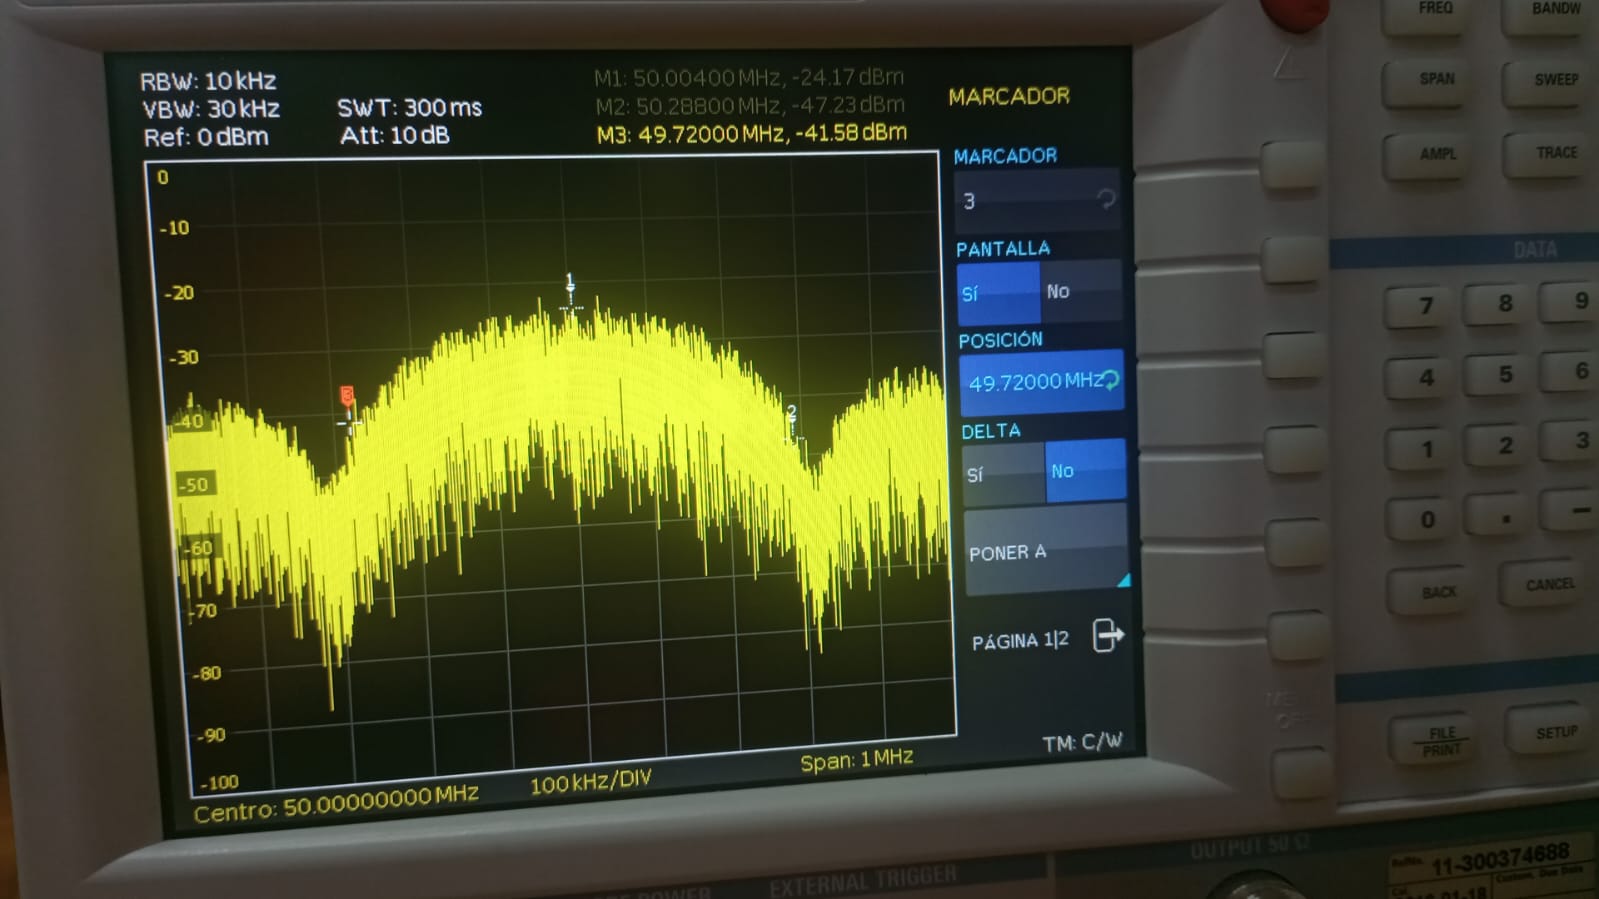 RBW: 10 kHz
VBW: 30 kHz
SWT: 300 ms
Ref: 0 dBm
Att: 10 dB
M1: 50.00400 MHz, -24.17 dBm
M2: 50.28800 MHz, -47.23 dBm
M3: 49.72000 MHz, -41.58 dBm
MARCADOR
0
-10
-20
-30
-40
-50
-60
-70
-80
-90
-100
1
2
Centro: 50.00000000 MHz
100 kHz/DIV
Span: 1 MHz
MARCADOR
3
PANTALLA
Sí No
POSICIÓN
49.72000 MHz
DELTA
Sí No
PONER A
PÁGINA 1|2
TM: C/W
FREQ
BANDW
SPAN
SWEEP
AMPL
TRACE
DATA
7 8 9
4 5 6
1 2 3
0 . −
BACK
CANCEL
FILE
PRINT
SETUP
POWER
EXTERNAL TRIGGER
OUTPUT 50 Ω
11-300374688